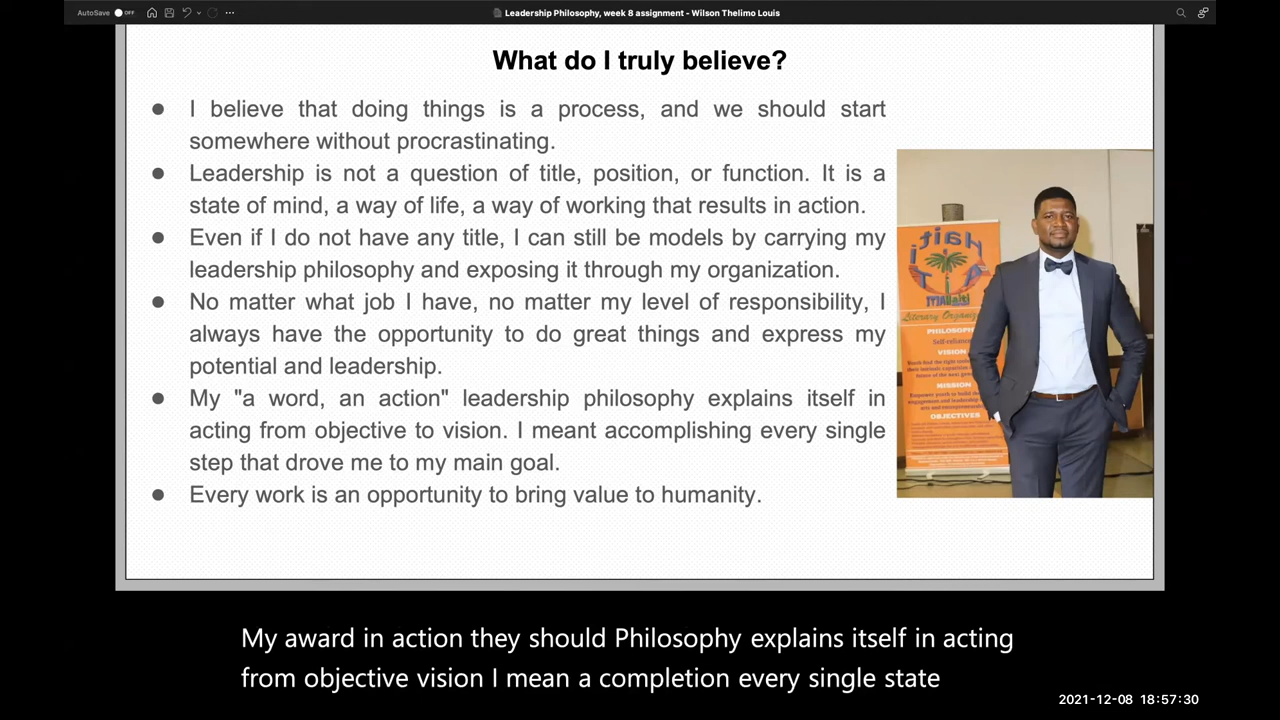 AutoSave OFF
Leadership Philosophy, week 8 assignment - Wilson Thelimo Louis
What do I truly believe?
● I believe that doing things is a process, and we should start
somewhere without procrastinating.
● Leadership is not a question of title, position, or function. It is a
state of mind, a way of life, a way of working that results in action.
● Even if I do not have any title, I can still be models by carrying my
leadership philosophy and exposing it through my organization.
● No matter what job I have, no matter my level of responsibility, I
always have the opportunity to do great things and express my
potential and leadership.
● My "a word, an action" leadership philosophy explains itself in
acting from objective to vision. I meant accomplishing every single
step that drove me to my main goal.
● Every work is an opportunity to bring value to humanity.
Haiti
Literary
PHILOSOPH
VISION
MISSION
OBJECTIVES
My award in action they should Philosophy explains itself in acting
from objective vision I mean a completion every single state
2021-12-08 18:57:30